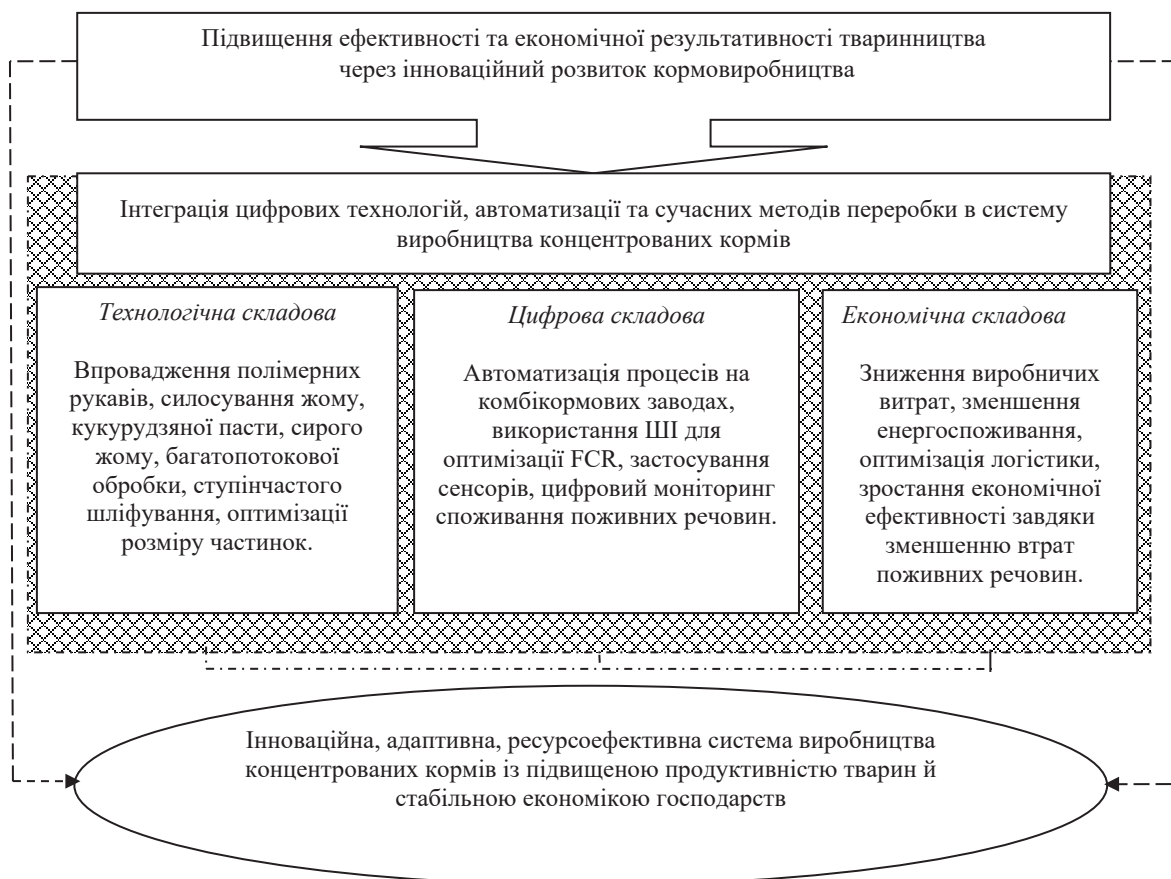 Підвищення ефективності та економічної результативності тваринництва
через інноваційний розвиток кормовиробництва
Інтеграція цифрових технологій, автоматизації та сучасних методів переробки в систему
виробництва концентрованих кормів
Технологічна складова
Впровадження полімерних
рукавів, силосування жому,
кукурудзяної пасти, сирого
жому, багатопотокової
обробки, ступінчастого
шліфування, оптимізації
розміру частинок.
Цифрова складова
Автоматизація процесів на
комбікормових заводах,
використання ШІ для
оптимізації FCR, застосування
сенсорів, цифровий моніторинг
споживання поживних речовин.
Економічна складова
Зниження виробничих
витрат, зменшення
енергоспоживання,
оптимізація логістики,
зростання економічної
ефективності завдяки
зменшенню втрат
поживних речовин.
Інноваційна, адаптивна, ресурсоефективна система виробництва
концентрованих кормів із підвищеною продуктивністю тварин й
стабільною економікою господарств